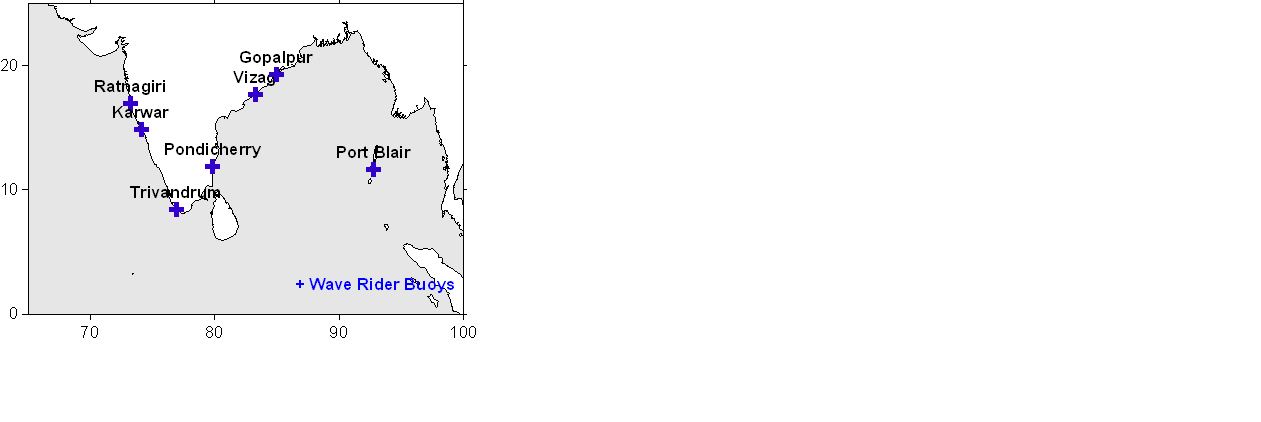 20
Gopalpur
Vizag
Ratnagiri
Karwar
Pondicherry
Port Blair
10
Trivandrum
+ Wave Rider Buoys
0
70 80 90 100